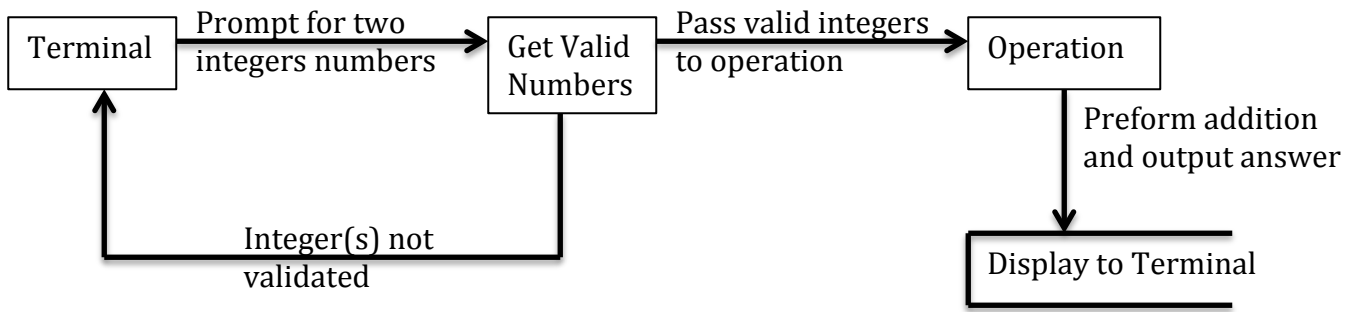 Terminal
Prompt for two
integers numbers
Get Valid
Numbers
Pass valid integers
to operation
Operation
Preform addition
and output answer
Integer(s) not
validated
Display to Terminal